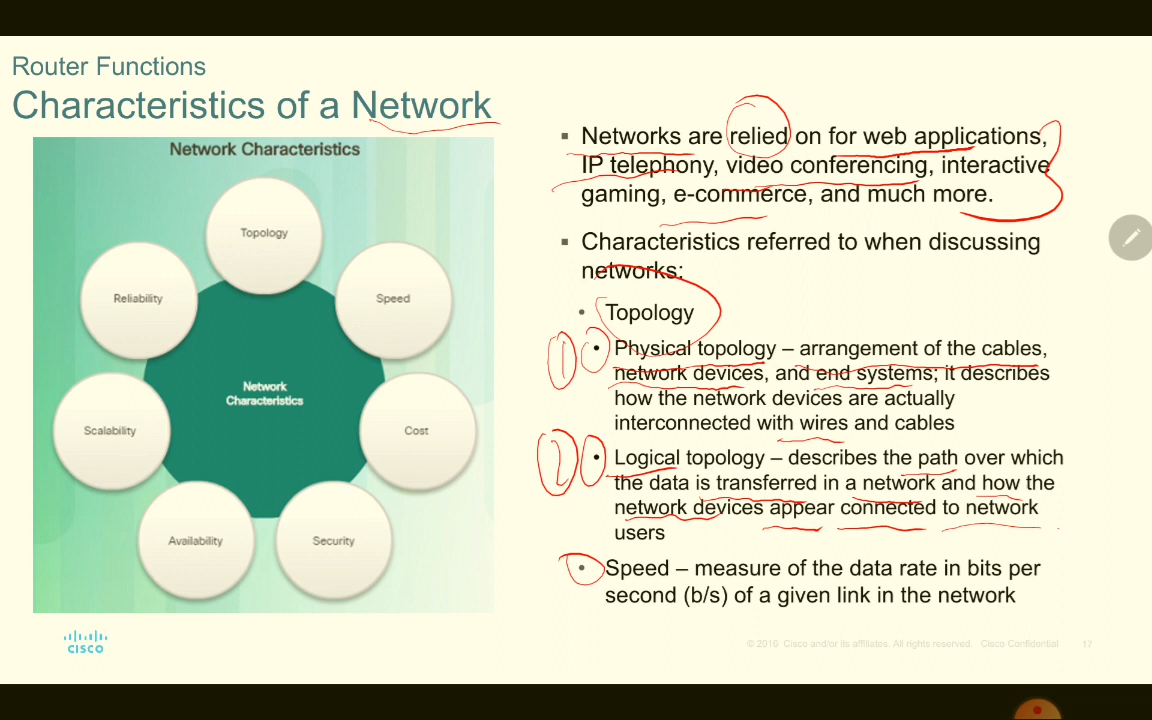 Router Functions
Characteristics of a Network
Network Characteristics
Topology
Reliability
Speed
Network
Characteristics
Scalability
Cost
Availability
Security
▪ Networks are relied on for web applications,
IP telephony, video conferencing, interactive
gaming, e-commerce, and much more.
▪ Characteristics referred to when discussing
networks:
• Topology
1 • Physical topology – arrangement of the cables,
network devices, and end systems; it describes
how the network devices are actually
interconnected with wires and cables
2 • Logical topology – describes the path over which
the data is transferred in a network and how the
network devices appear connected to network
users
• Speed – measure of the data rate in bits per
second (b/s) of a given link in the network
CISCO
© 2016 Cisco and/or its affiliates. All rights reserved. Cisco Confidential 17